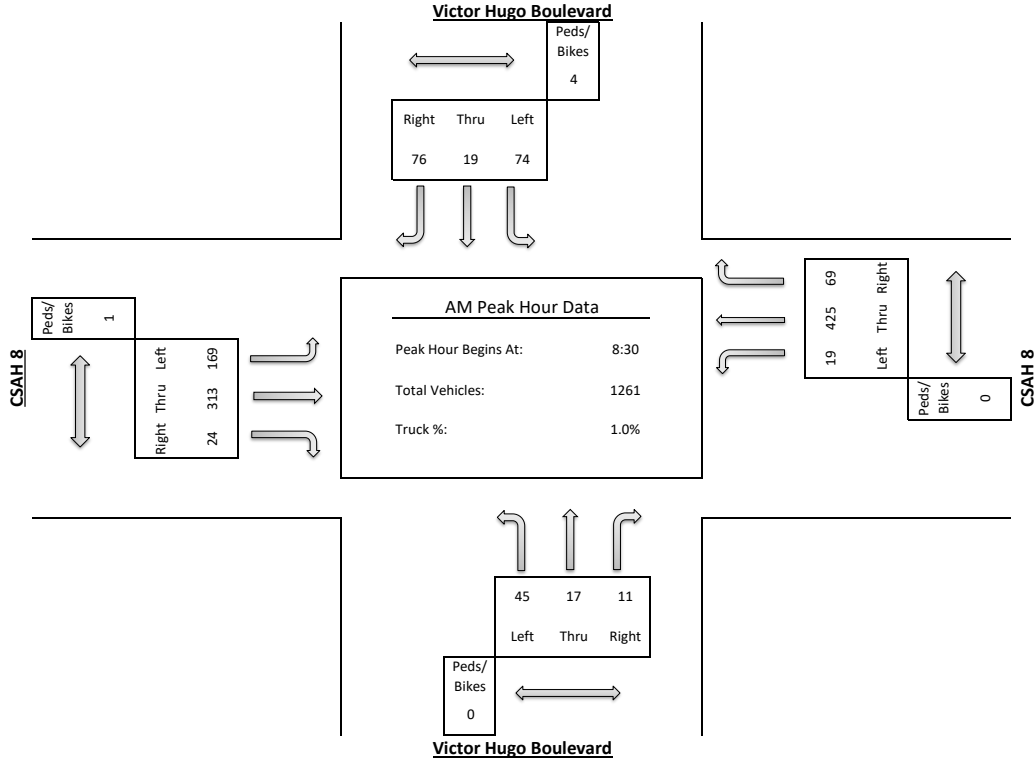 Victor Hugo Boulevard
Peds/
Bikes
4
Right Thru Left
76 19 74
CSAH 8
Peds/
Bikes
1
Left 169
Thru 313
Right 24
AM Peak Hour Data
Peak Hour Begins At: 8:30
Total Vehicles: 1261
Truck %: 1.0%
69 Right
425 Thru
19 Left
Peds/
Bikes
0
CSAH 8
45 17 11
Left Thru Right
Peds/
Bikes
0
Victor Hugo Boulevard